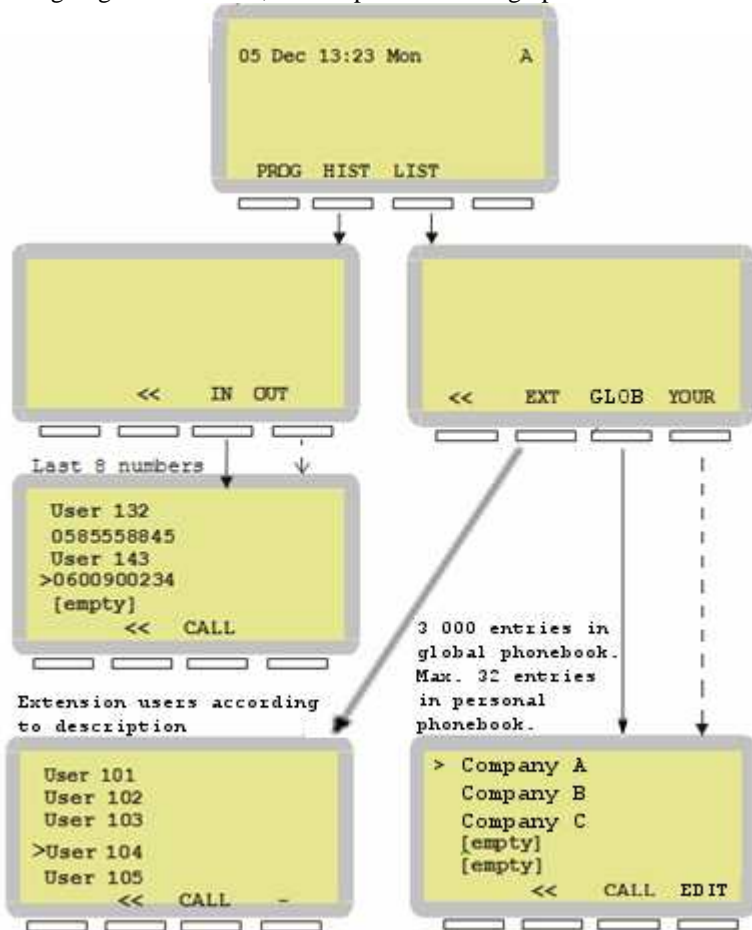 05 Dec 13:23 Mon A
PROG HIST LIST
<< IN OUT
<< EXT GLOB YOUR
Last 8 numbers
User 132
0585558845
User 143
>0600900234
[empty]
<< CALL
3 000 entries in
global phonebook.
Max. 32 entries
in personal
phonebook.
Extension users according
to description
User 101
User 102
User 103
>User 104
User 105
<< CALL -
> Company A
Company B
Company C
[empty]
[empty]
<< CALL EDIT